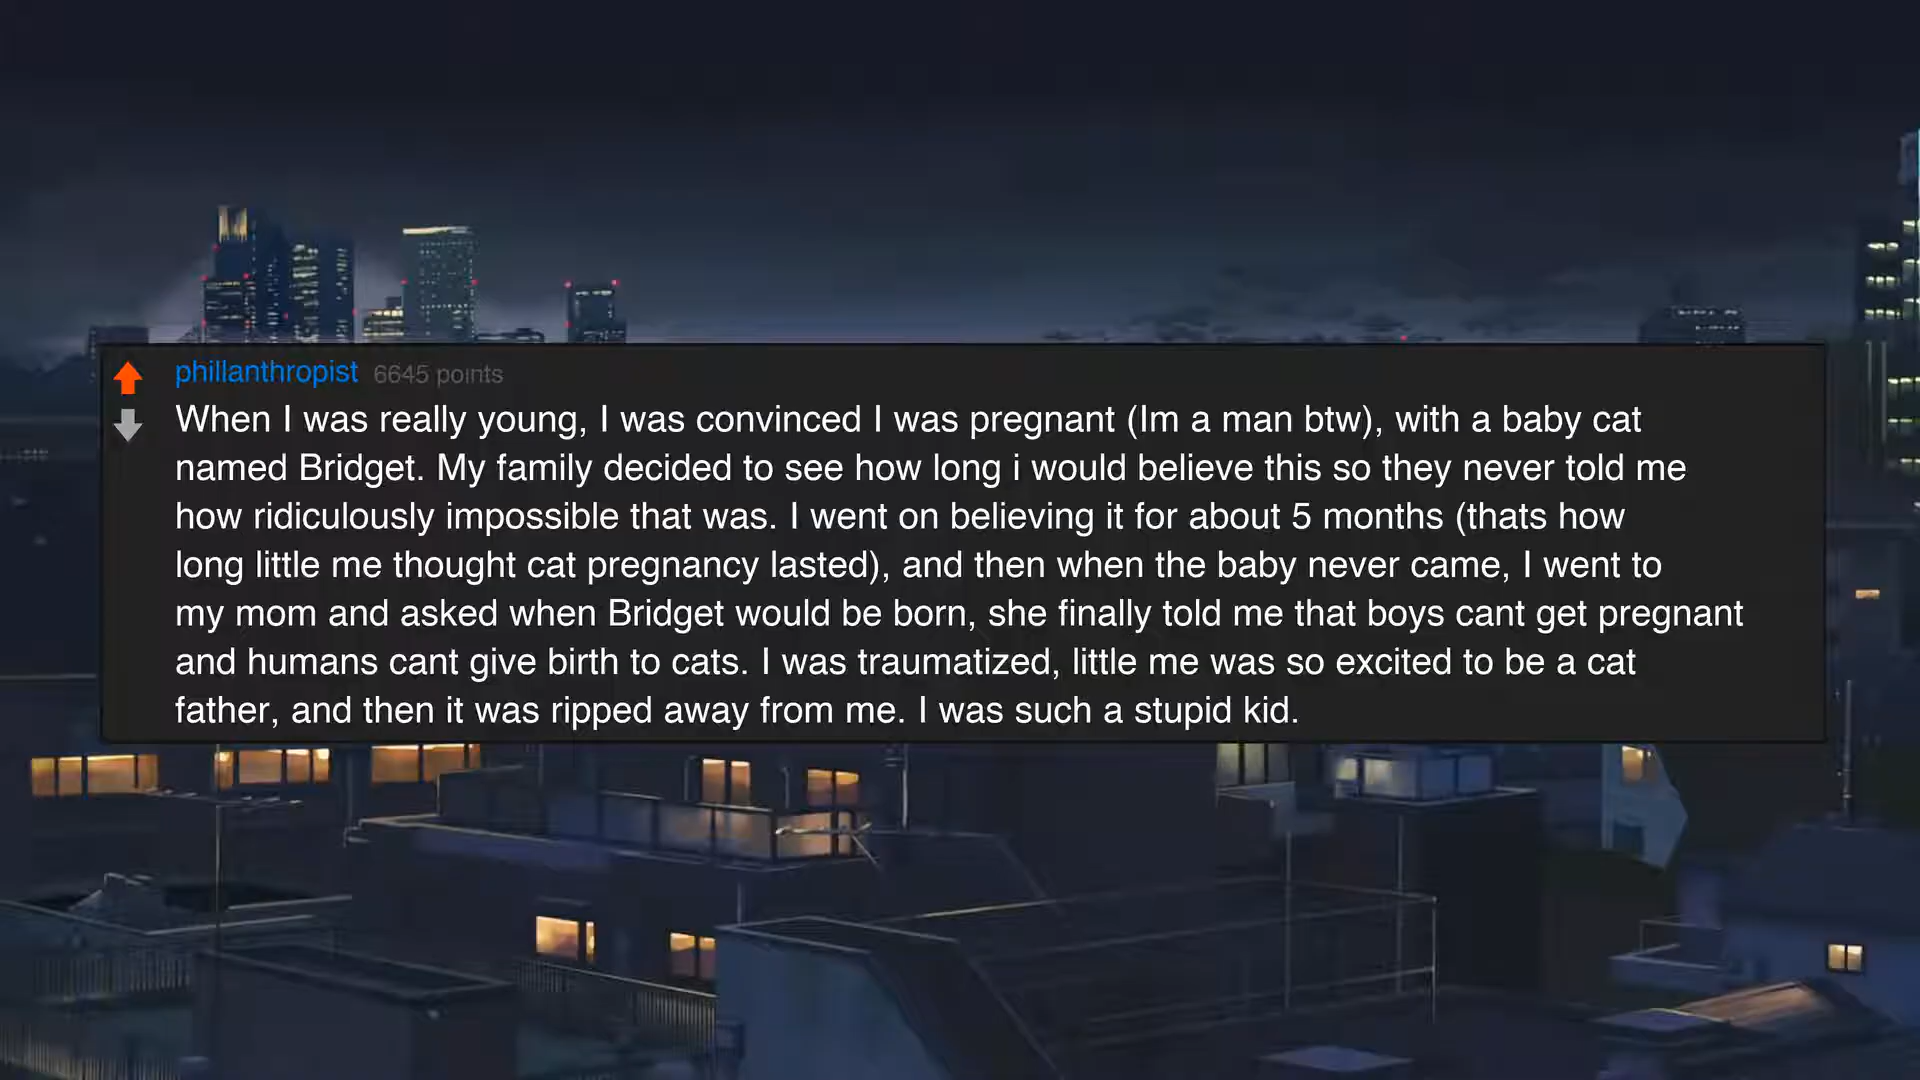 phillanthropist 6645 points
When I was really young, I was convinced I was pregnant (Im a man btw), with a baby cat
named Bridget. My family decided to see how long i would believe this so they never told me
how ridiculously impossible that was. I went on believing it for about 5 months (thats how
long little me thought cat pregnancy lasted), and then when the baby never came, I went to
my mom and asked when Bridget would be born, she finally told me that boys cant get pregnant
and humans cant give birth to cats. I was traumatized, little me was so excited to be a cat
father, and then it was ripped away from me. I was such a stupid kid.